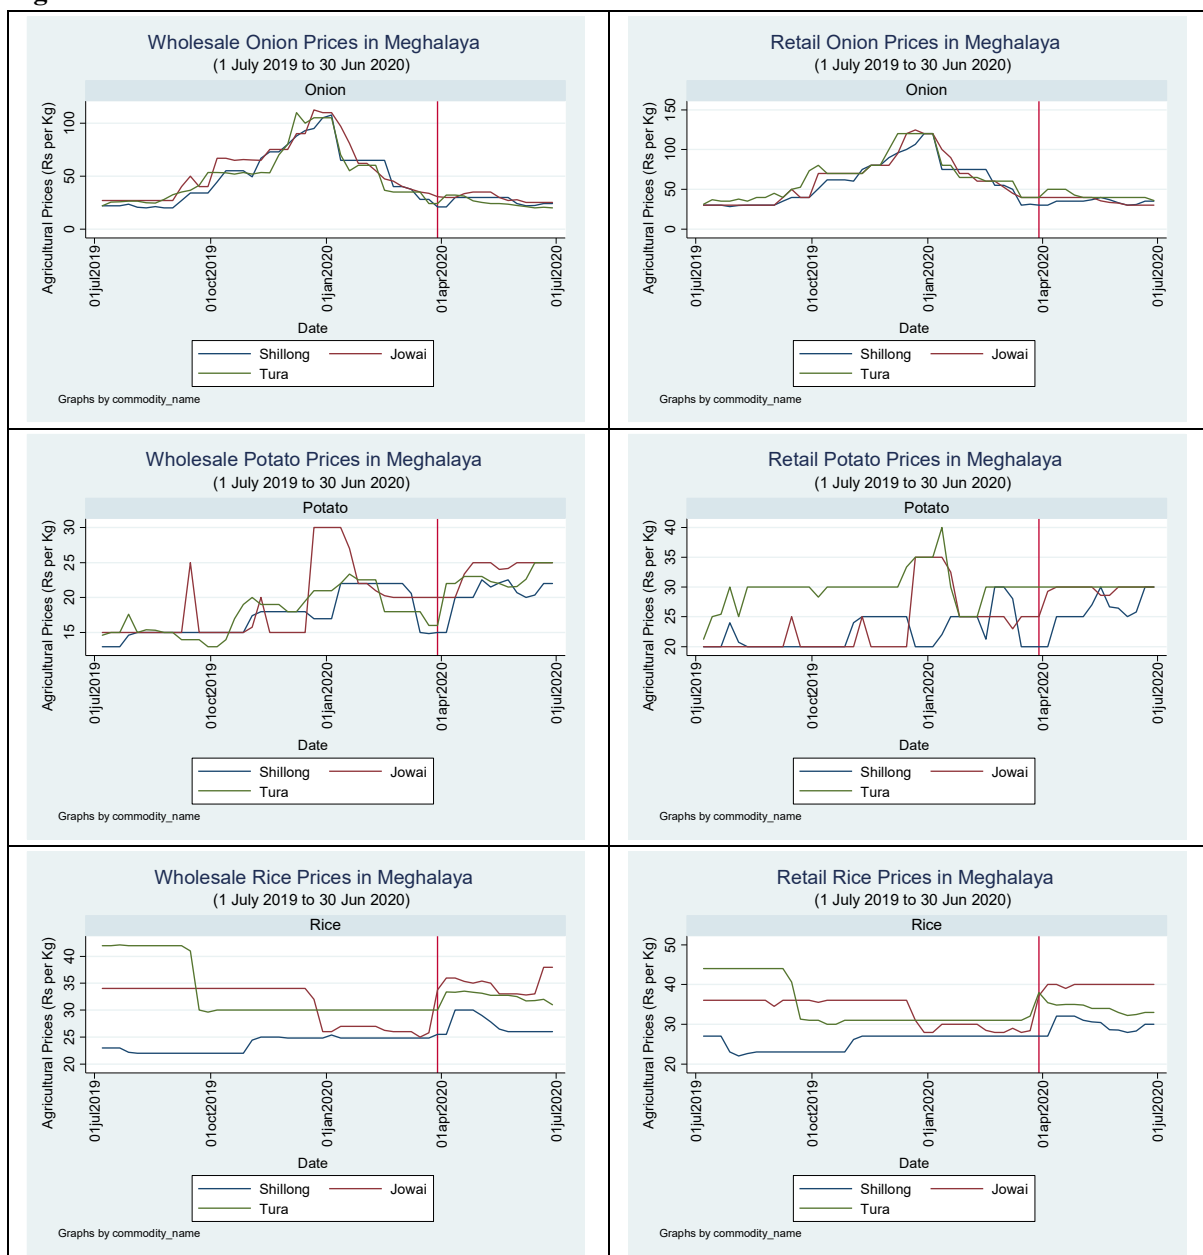 Wholesale Onion Prices in Meghalaya
(1 July 2019 to 30 Jun 2020)
Onion
Agricultural Prices (Rs per Kg)
100
50
0
01jul2019
01oct2019
01jan2020
01apr2020
01jul2020
Date
Shillong
Jowai
Tura
Graphs by commodity_name
Retail Onion Prices in Meghalaya
(1 July 2019 to 30 Jun 2020)
Onion
Agricultural Prices (Rs per Kg)
150
100
50
0
01jul2019
01oct2019
01jan2020
01apr2020
01jul2020
Date
Shillong
Jowai
Tura
Graphs by commodity_name
Wholesale Potato Prices in Meghalaya
(1 July 2019 to 30 Jun 2020)
Potato
Agricultural Prices (Rs per Kg)
30
25
20
15
01jul2019
01oct2019
01jan2020
01apr2020
01jul2020
Date
Shillong
Jowai
Tura
Graphs by commodity_name
Retail Potato Prices in Meghalaya
(1 July 2019 to 30 Jun 2020)
Potato
Agricultural Prices (Rs per Kg)
40
35
30
25
20
01jul2019
01oct2019
01jan2020
01apr2020
01jul2020
Date
Shillong
Jowai
Tura
Graphs by commodity_name
Wholesale Rice Prices in Meghalaya
(1 July 2019 to 30 Jun 2020)
Rice
Agricultural Prices (Rs per Kg)
40
35
30
25
20
01jul2019
01oct2019
01jan2020
01apr2020
01jul2020
Date
Shillong
Jowai
Tura
Graphs by commodity_name
Retail Rice Prices in Meghalaya
(1 July 2019 to 30 Jun 2020)
Rice
Agricultural Prices (Rs per Kg)
50
40
30
20
01jul2019
01oct2019
01jan2020
01apr2020
01jul2020
Date
Shillong
Jowai
Tura
Graphs by commodity_name